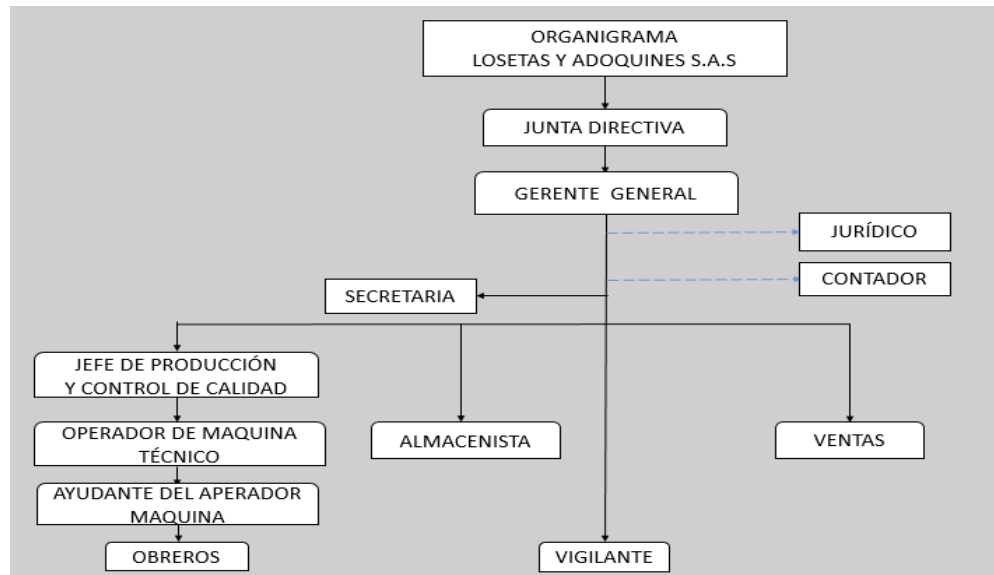 ORGANIGRAMA
LOSETAS Y ADOQUINES S.A.S
JUNTA DIRECTIVA
GERENTE GENERAL
JURÍDICO
CONTADOR
SECRETARIA
JEFE DE PRODUCCIÓN
Y CONTROL DE CALIDAD
OPERADOR DE MAQUINA
TÉCNICO
ALMACENISTA
VENTAS
AYUDANTE DEL APERADOR
MAQUINA
OBREROS
VIGILANTE